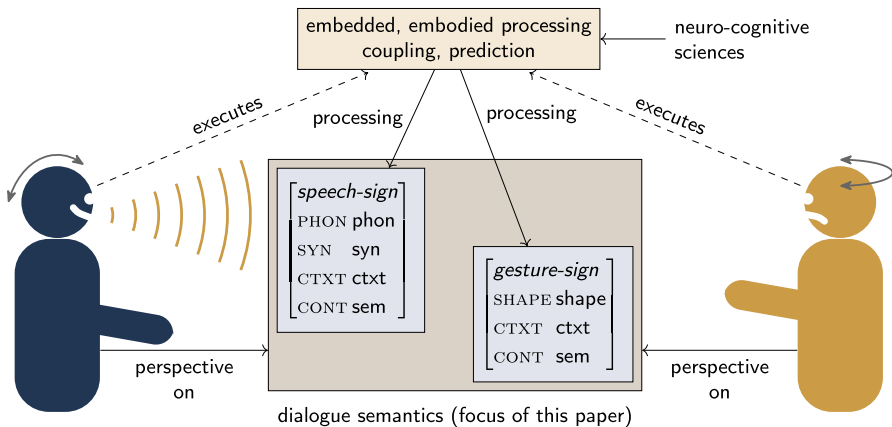 embedded, embodied processing
coupling, prediction
neuro-cognitive
sciences
executes
processing
processing
executes
speech-sign
PHON phon
SYN syn
CTXT ctxt
CONT sem
gesture-sign
SHAPE shape
CTXT ctxt
CONT sem
perspective
on
perspective
on
dialogue semantics (focus of this paper)